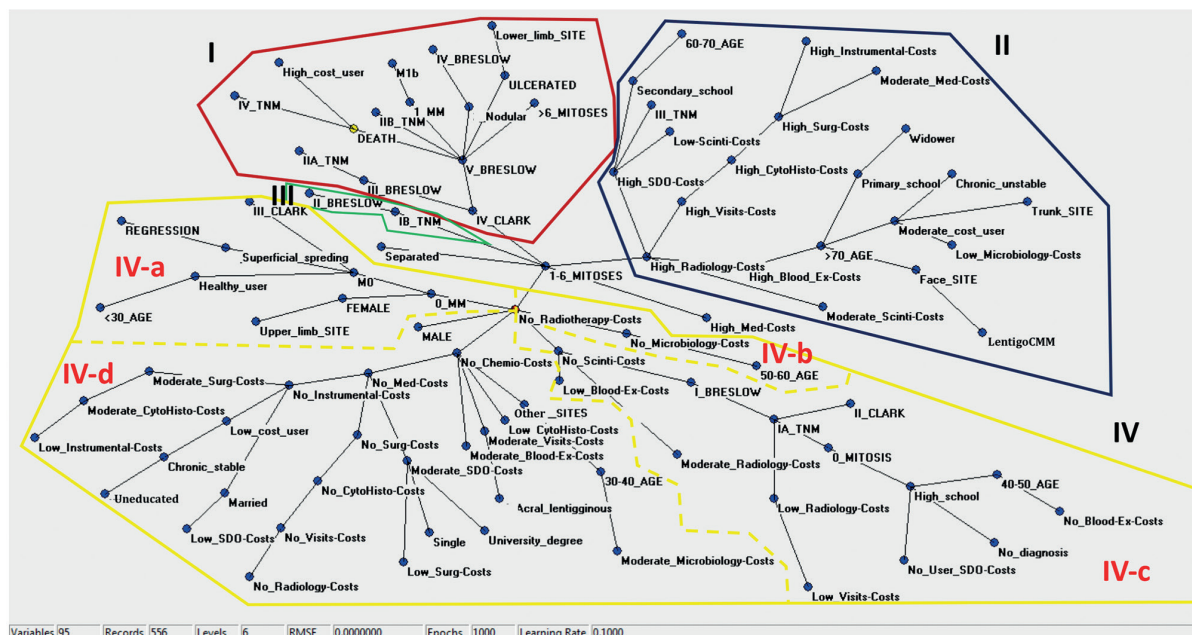 Lower_limb_SITE
I
60-70_AGE
High_Instrumental-Costs
II
IV_BRESLOW
High_cost_user
M1b
Moderate_Med-Costs
ULCERATED
Secondary_school
IV_TNM
1_MM
III_TNM
IIB_TNM
Nodular
>6_MITOSES
High_Surg-Costs
DEATH
Low-Scinti-Costs
Widower
IIA_TNM
V_BRESLOW
High_CytoHisto-Costs
High_SDO-Costs
Primary_school
Chronic_unstable
III_BRESLOW
III
II_BRESLOW
High_Visits-Costs
Trunk_SITE
III_CLARK
IB_TNM
IV_CLARK
Moderate_cost_user
REGRESSION
Separated
Low_Microbiology-Costs
Superficial_spreding
High_Radiology-Costs
>70_AGE
IV-a
1-6_MITOSES
High_Blood_Ex-Costs
Face_SITE
Healthy_user
M0
FEMALE
0_MM
<30_AGE
Moderate_Scinti-Costs
Upper_limb_SITE
No_Radiotherapy-Costs
High_Med-Costs
MALE
No_Microbiology-Costs
LentigoCMM
No_Chemio-Costs
No_Scinti-Costs
IV-b
IV-d
50-60_AGE
Moderate_Surg-Costs
No_Med-Costs
Low_Blood-Ex-Costs
I_BRESLOW
No_Instrumental-Costs
Moderate_CytoHisto-Costs
Other_SITES
II_CLARK
Low_cost_user
Low_CytoHisto-Costs
IA_TNM
IV
Low_Instrumental-Costs
No_Surg-Costs
Moderate_Visits-Costs
Moderate_Blood-Ex-Costs
0_MITOSIS
Chronic_stable
Moderate_SDO-Costs
Moderate_Radiology-Costs
30-40_AGE
40-50_AGE
Uneducated
Married
No_CytoHisto-Costs
High_school
Acral_lentigginous
Low_Radiology-Costs
No_Blood-Ex-Costs
Low_SDO-Costs
No_Visits-Costs
Single
University_degree
No_diagnosis
Moderate_Microbiology-Costs
No_User_SDO-Costs
IV-c
No_Radiology-Costs
Low_Surg-Costs
Low_Visits-Costs
Variables 95 Records 556 Levels 6 RMSE 0.0000000 Epochs 1000 Learning Rate 0.1000